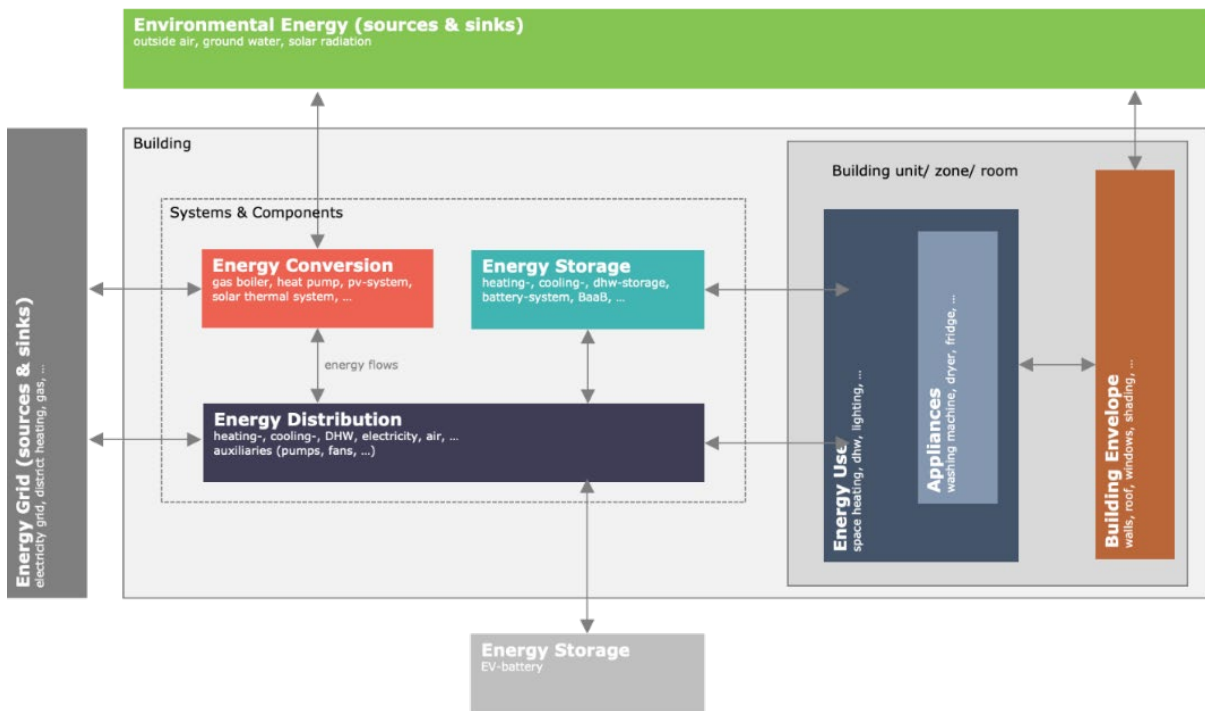 Environmental Energy (sources & sinks)
outside air, ground water, solar radiation
Energy Grid (sources & sinks)
electricity grid, district heating, gas, ...
Building
Systems & Components
Energy Conversion
gas boiler, heat pump, pv-system,
solar thermal system, ...
Energy Storage
heating-, cooling-, dhw-storage,
battery-system, BaaB, ...
energy flows
Energy Distribution
heating-, cooling-, DHW, electricity, air, ...
auxiliaries (pumps, fans, ...)
Building unit/ zone/ room
Energy Use
space heating, dhw, lighting, ...
Appliances
washing machine, dryer, fridge, ...
Building Envelope
walls, roof, windows, shading, ...
Energy Storage
EV-battery